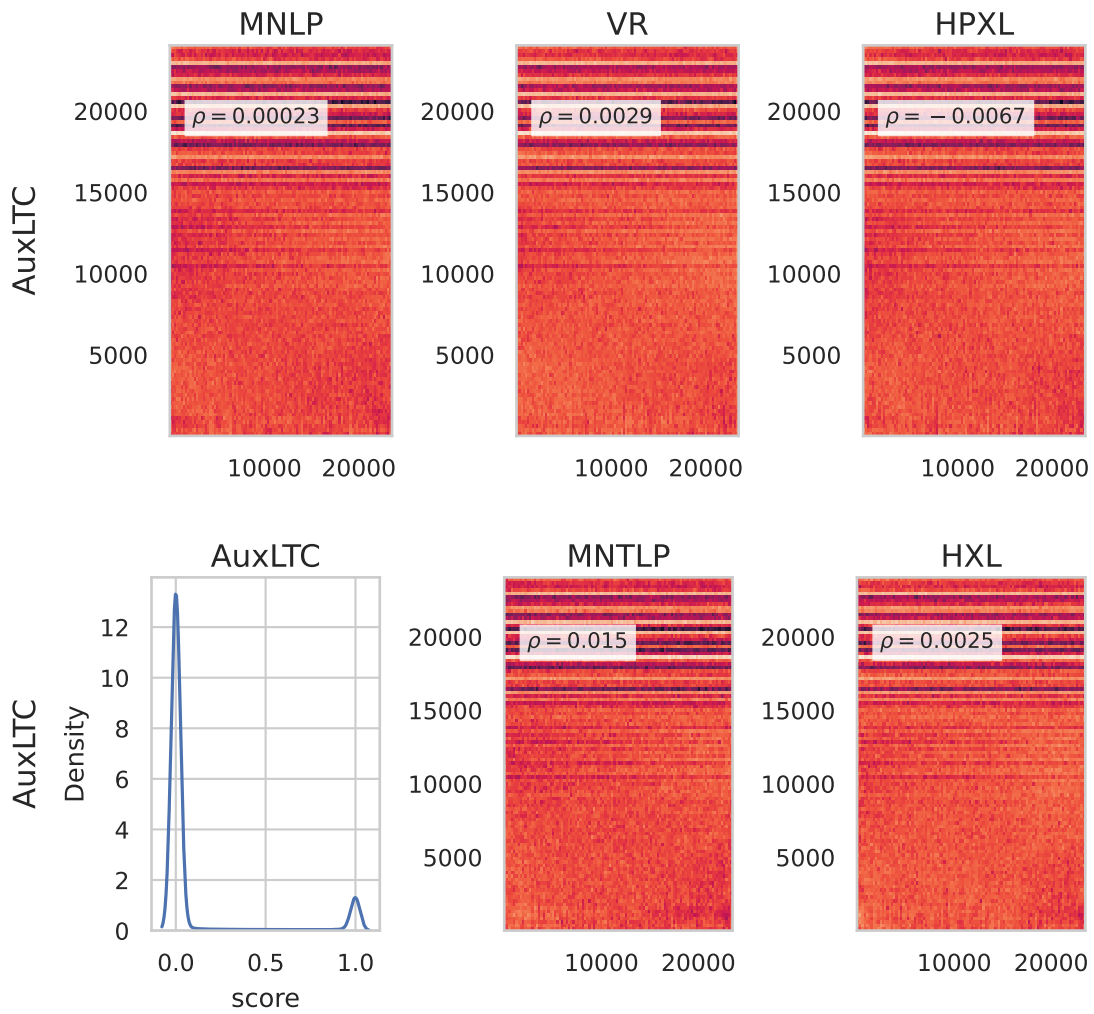 MNLP VR HPXL
AuxLTC
20000
15000
10000
5000
ρ = 0.00023
10000 20000
20000
15000
10000
5000
ρ = 0.0029
10000 20000
20000
15000
10000
5000
ρ = − 0.0067
10000 20000
AuxLTC MNTLP HXL
AuxLTC
Density
12
10
8
6
4
2
0
0.0 0.5 1.0
score
20000
15000
10000
5000
ρ = 0.015
10000 20000
20000
15000
10000
5000
ρ = 0.0025
10000 20000